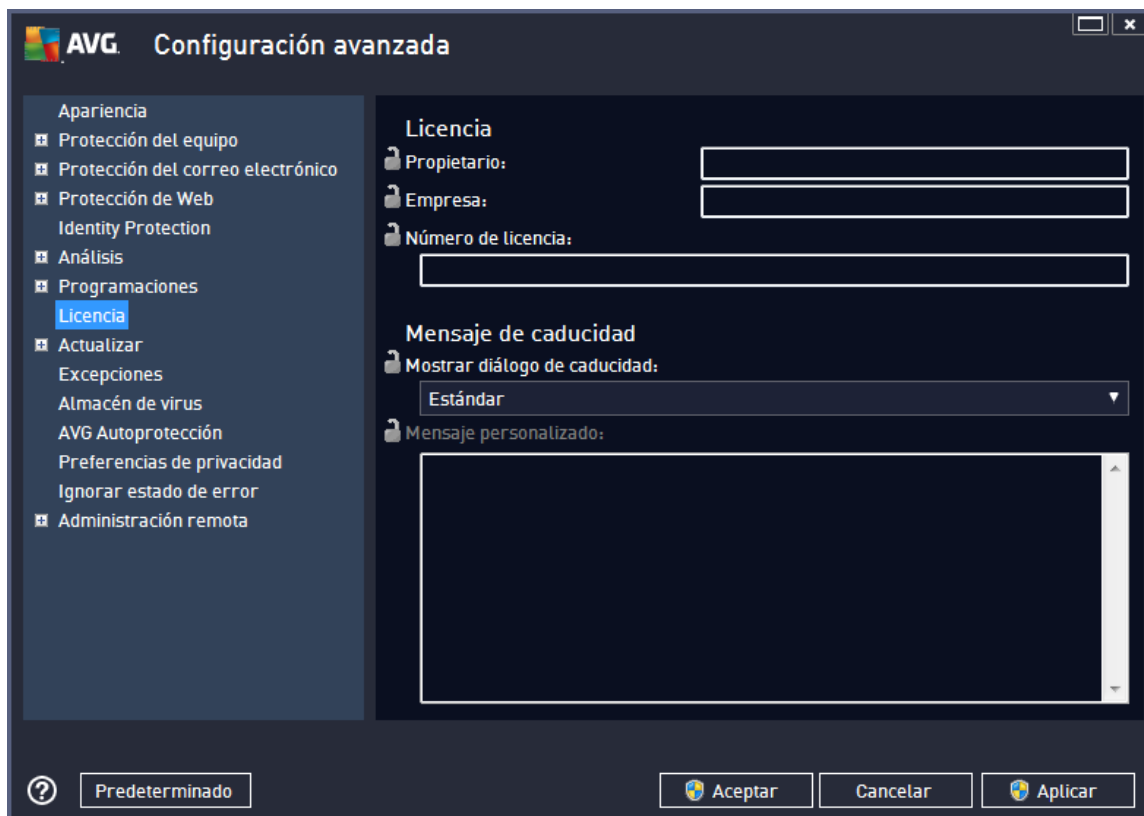 AVG. Configuración avanzada
Apariencia
Protección del equipo
Protección del correo electrónico
Protección de Web
Identity Protection
Análisis
Programaciones
Licencia
Actualizar
Excepciones
Almacén de virus
AVG Autoprotección
Preferencias de privacidad
Ignorar estado de error
Administración remota
Licencia
Propietario:
Empresa:
Número de licencia:
Mensaje de caducidad
Mostrar diálogo de caducidad:
Estándar
Mensaje personalizado:
Predeterminado
Aceptar
Cancelar
Aplicar